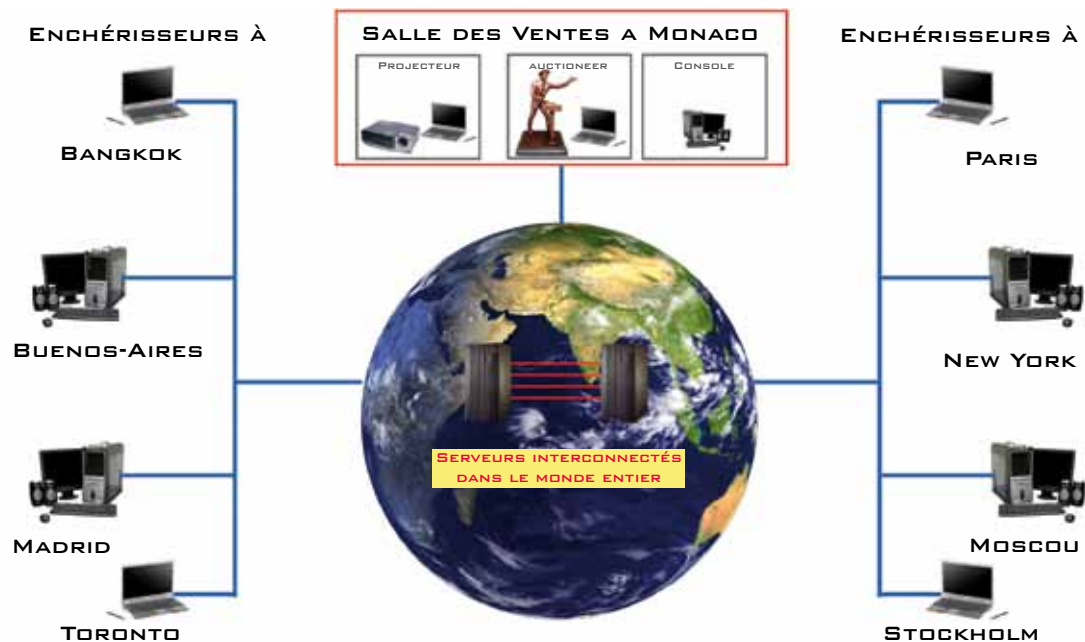 ENCHÉRISSEURS À
BANGKOK
BUENOS-AIRES
MADRID
TORONTO
SALLE DES VENTES A MONACO
PROJECTEUR
AUCTIONEER
CONSOLE
SERVEURS INTERCONNECTÉS
DANS LE MONDE ENTIER
ENCHÉRISSEURS À
PARIS
NEW YORK
MOSCOU
STOCKHOLM